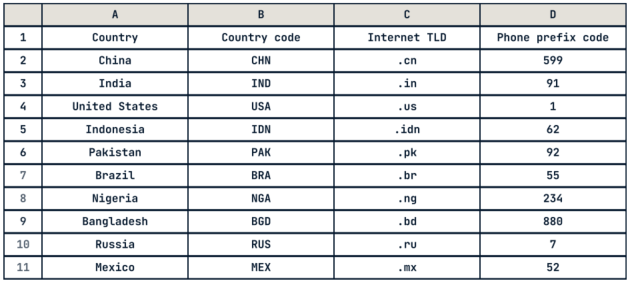 A B C D
1 Country Country code Internet TLD Phone prefix code
2 China CHN .cn 599
3 India IND .in 91
4 United States USA .us 1
5 Indonesia IDN .idn 62
6 Pakistan PAK .pk 92
7 Brazil BRA .br 55
8 Nigeria NGA .ng 234
9 Bangladesh BGD .bd 880
10 Russia RUS .ru 7
11 Mexico MEX .mx 52